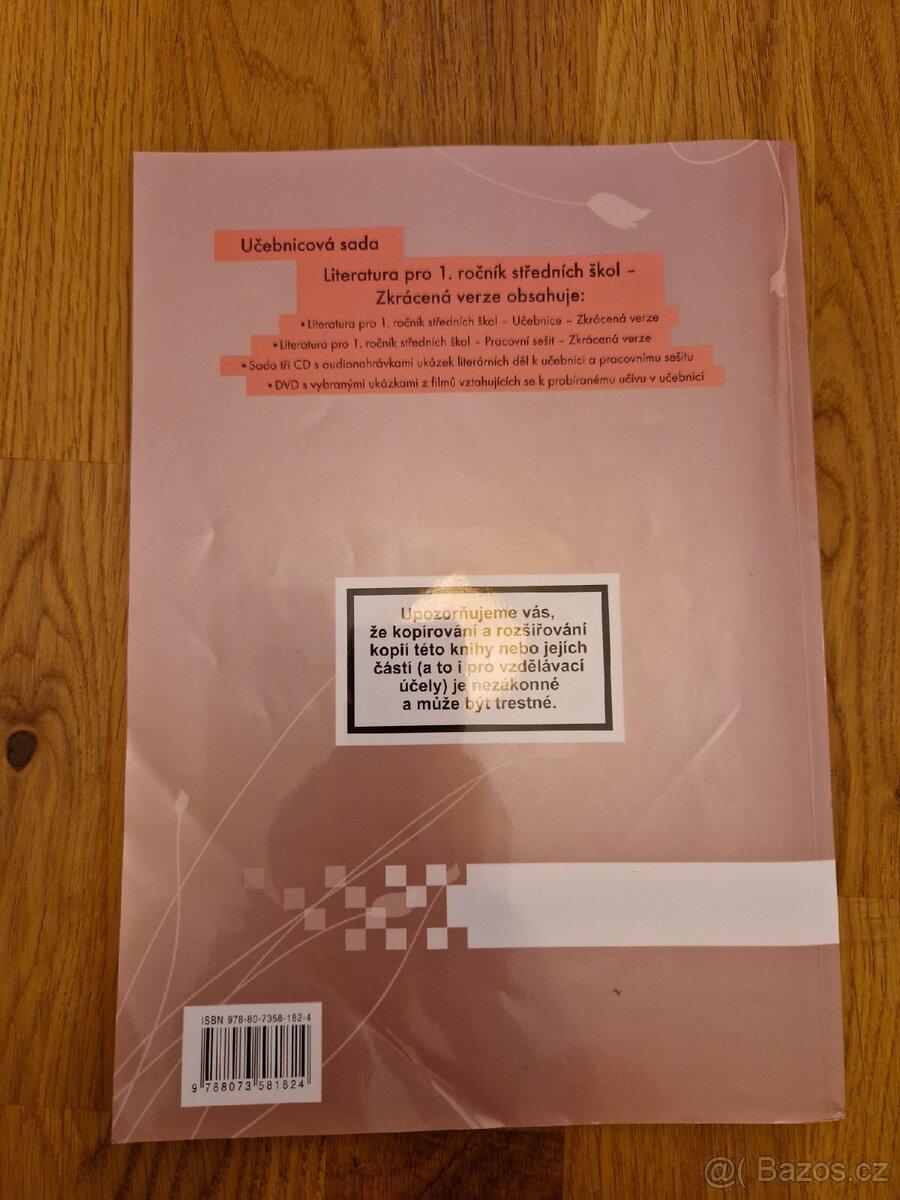 Učebnicová sada
Literatura pro 1. ročník středních škol –
Zkrácená verze obsahuje:
• Literatura pro 1. ročník středních škol – Učebnice – Zkrácená verze
• Literatura pro 1. ročník středních škol – Pracovní sešit – Zkrácená verze
• Sada tří CD s audionahrávkami ukázek literárních děl k učebnici a pracovnímu sešitu
• DVD s vybranými ukázkami z filmů vztahujících se k probíranému učivu v učebnici
Upozorňujeme vás,
že kopírování a rozšiřování
kopií této knihy nebo jejích
částí (a to i pro vzdělávací
účely) je nezákonné
a může být trestné.
ISBN 978-80-7358-182-4
9 788073 581824
@( Bazos.cz